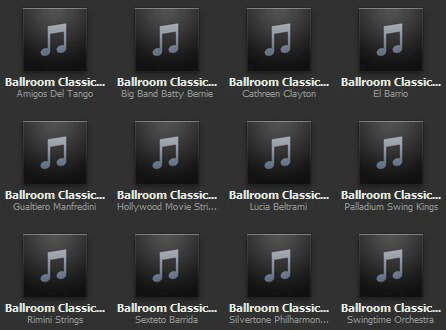 Ballroom Classic... Ballroom Classic... Ballroom Classic... Ballroom Classic...
Amigos Del Tango Big Band Batty Bernie Cathreen Clayton El Barrio
Ballroom Classic... Ballroom Classic... Ballroom Classic... Ballroom Classic...
Gualtiero Manfredini Hollywood Movie Stri... Lucia Beltrami Palladium Swing Kings
Ballroom Classic... Ballroom Classic... Ballroom Classic... Ballroom Classic...
Rimini Strings Sexteto Barrida Silvertone Philharmon... Swingtime Orchestra